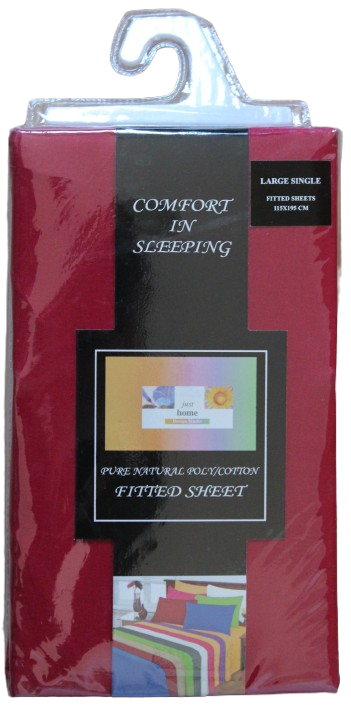 COMFORT
IN
SLEEPING
LARGE SINGLE
FITTED SHEETS
115X195 CM
just
home
PURE NATURAL POLY/COTTON
FITTED SHEET